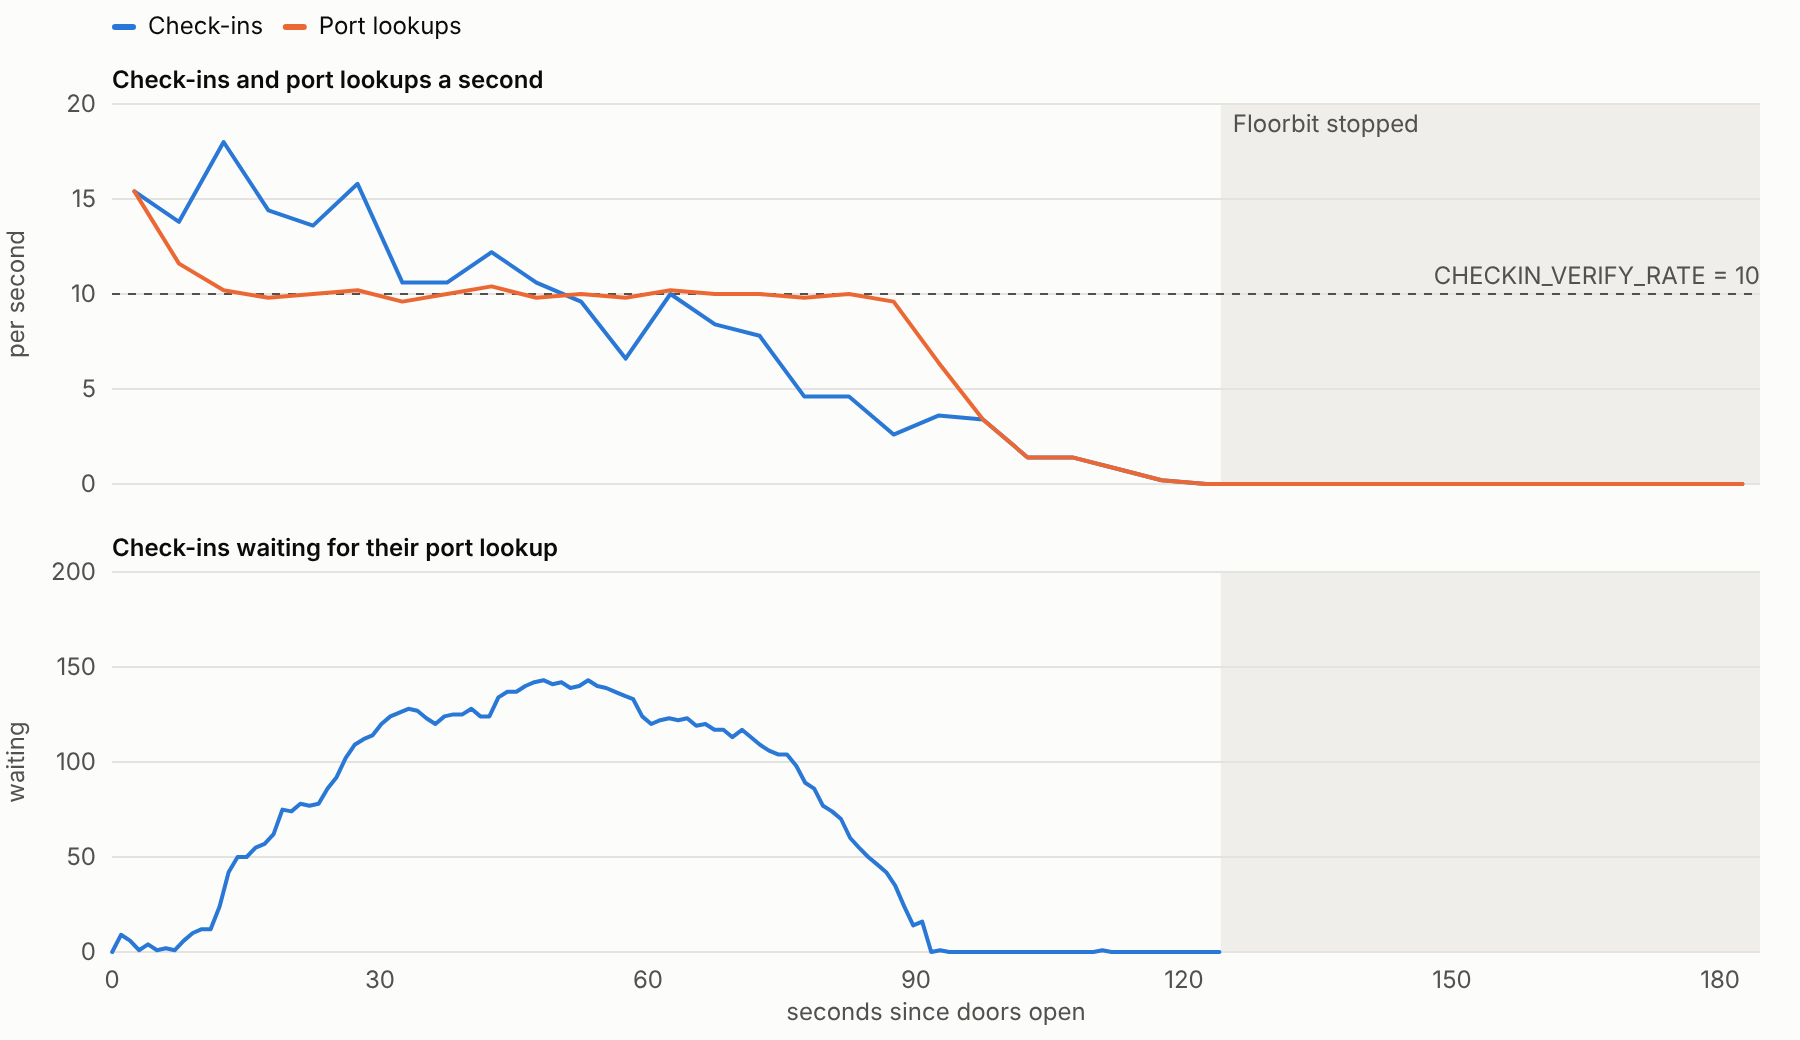 Check-ins Port lookups
Check-ins and port lookups a second
20
Floorbit stopped
15
CHECKIN_VERIFY_RATE = 10
10
5
0
per second
Check-ins waiting for their port lookup
200
150
100
50
0
waiting
0 30 60 90 120 150 180
seconds since doors open